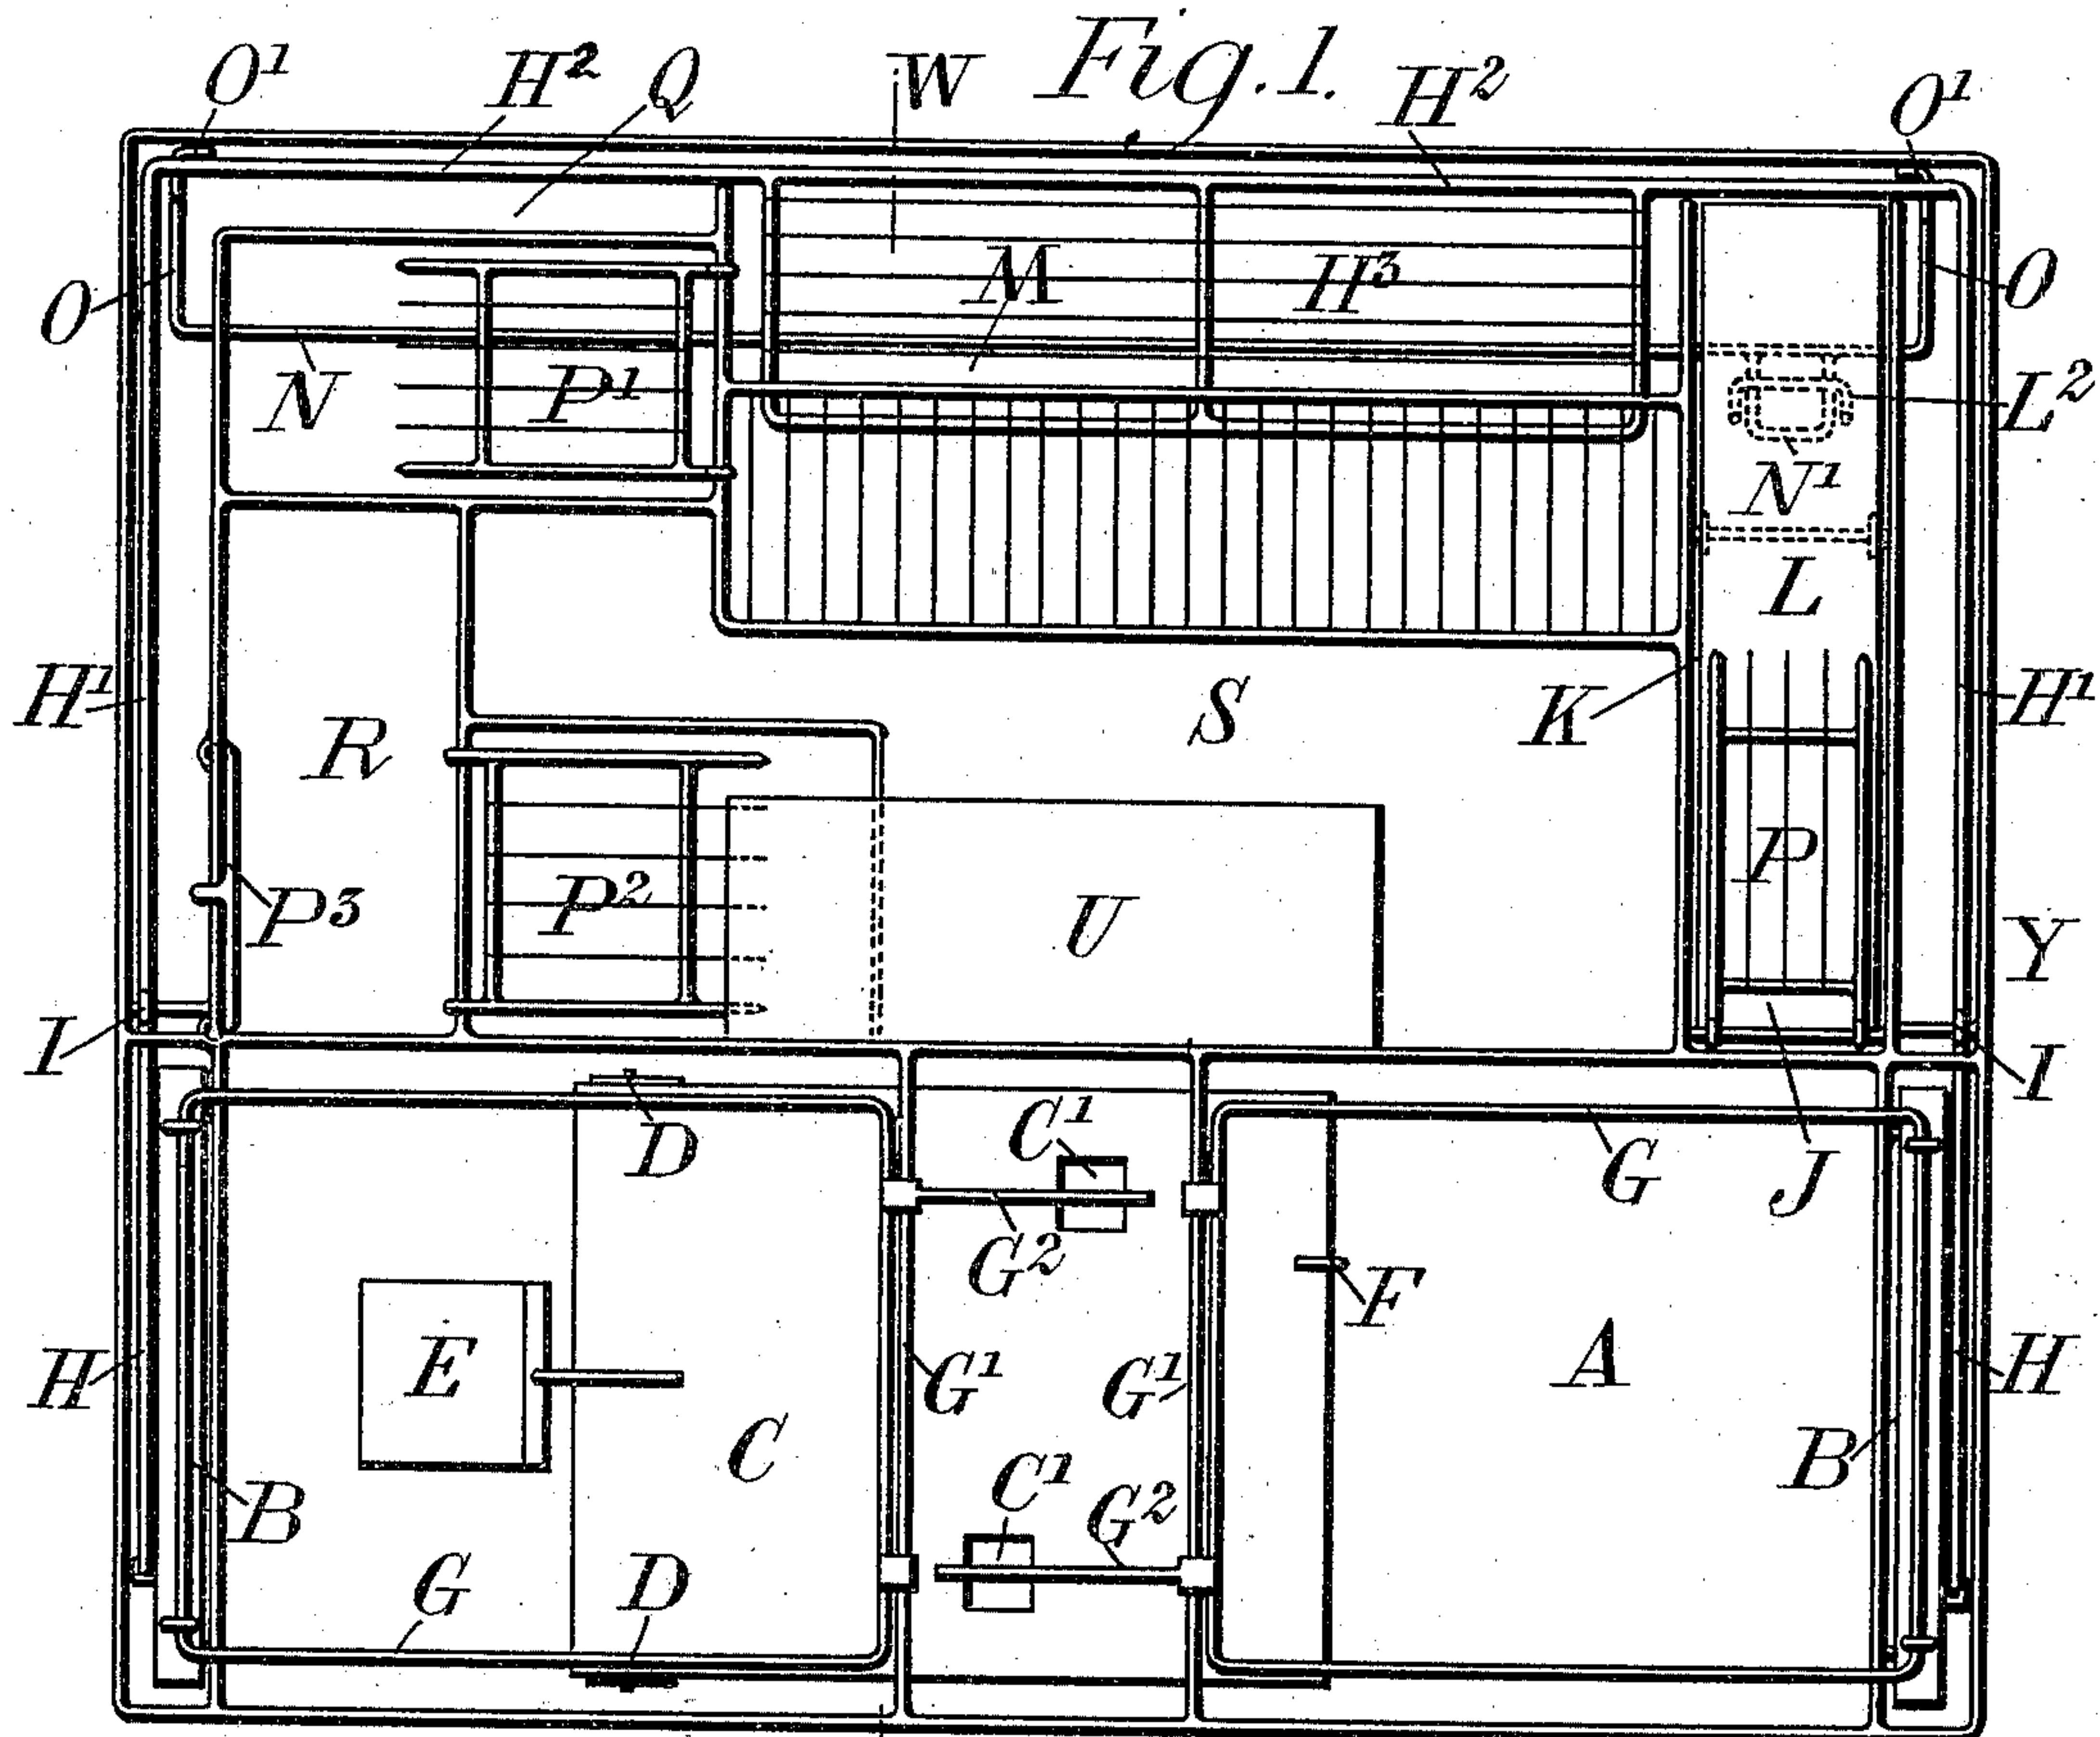 Fig. 1.
O¹ H² Q W H² O¹
O M H³ O
N P¹ L²
N¹
L
H¹ R S K H¹
P³ P² U P Y
I I
D C¹ G J
G² F
H E G¹ G¹ A H
C
B C¹ G² B
G D